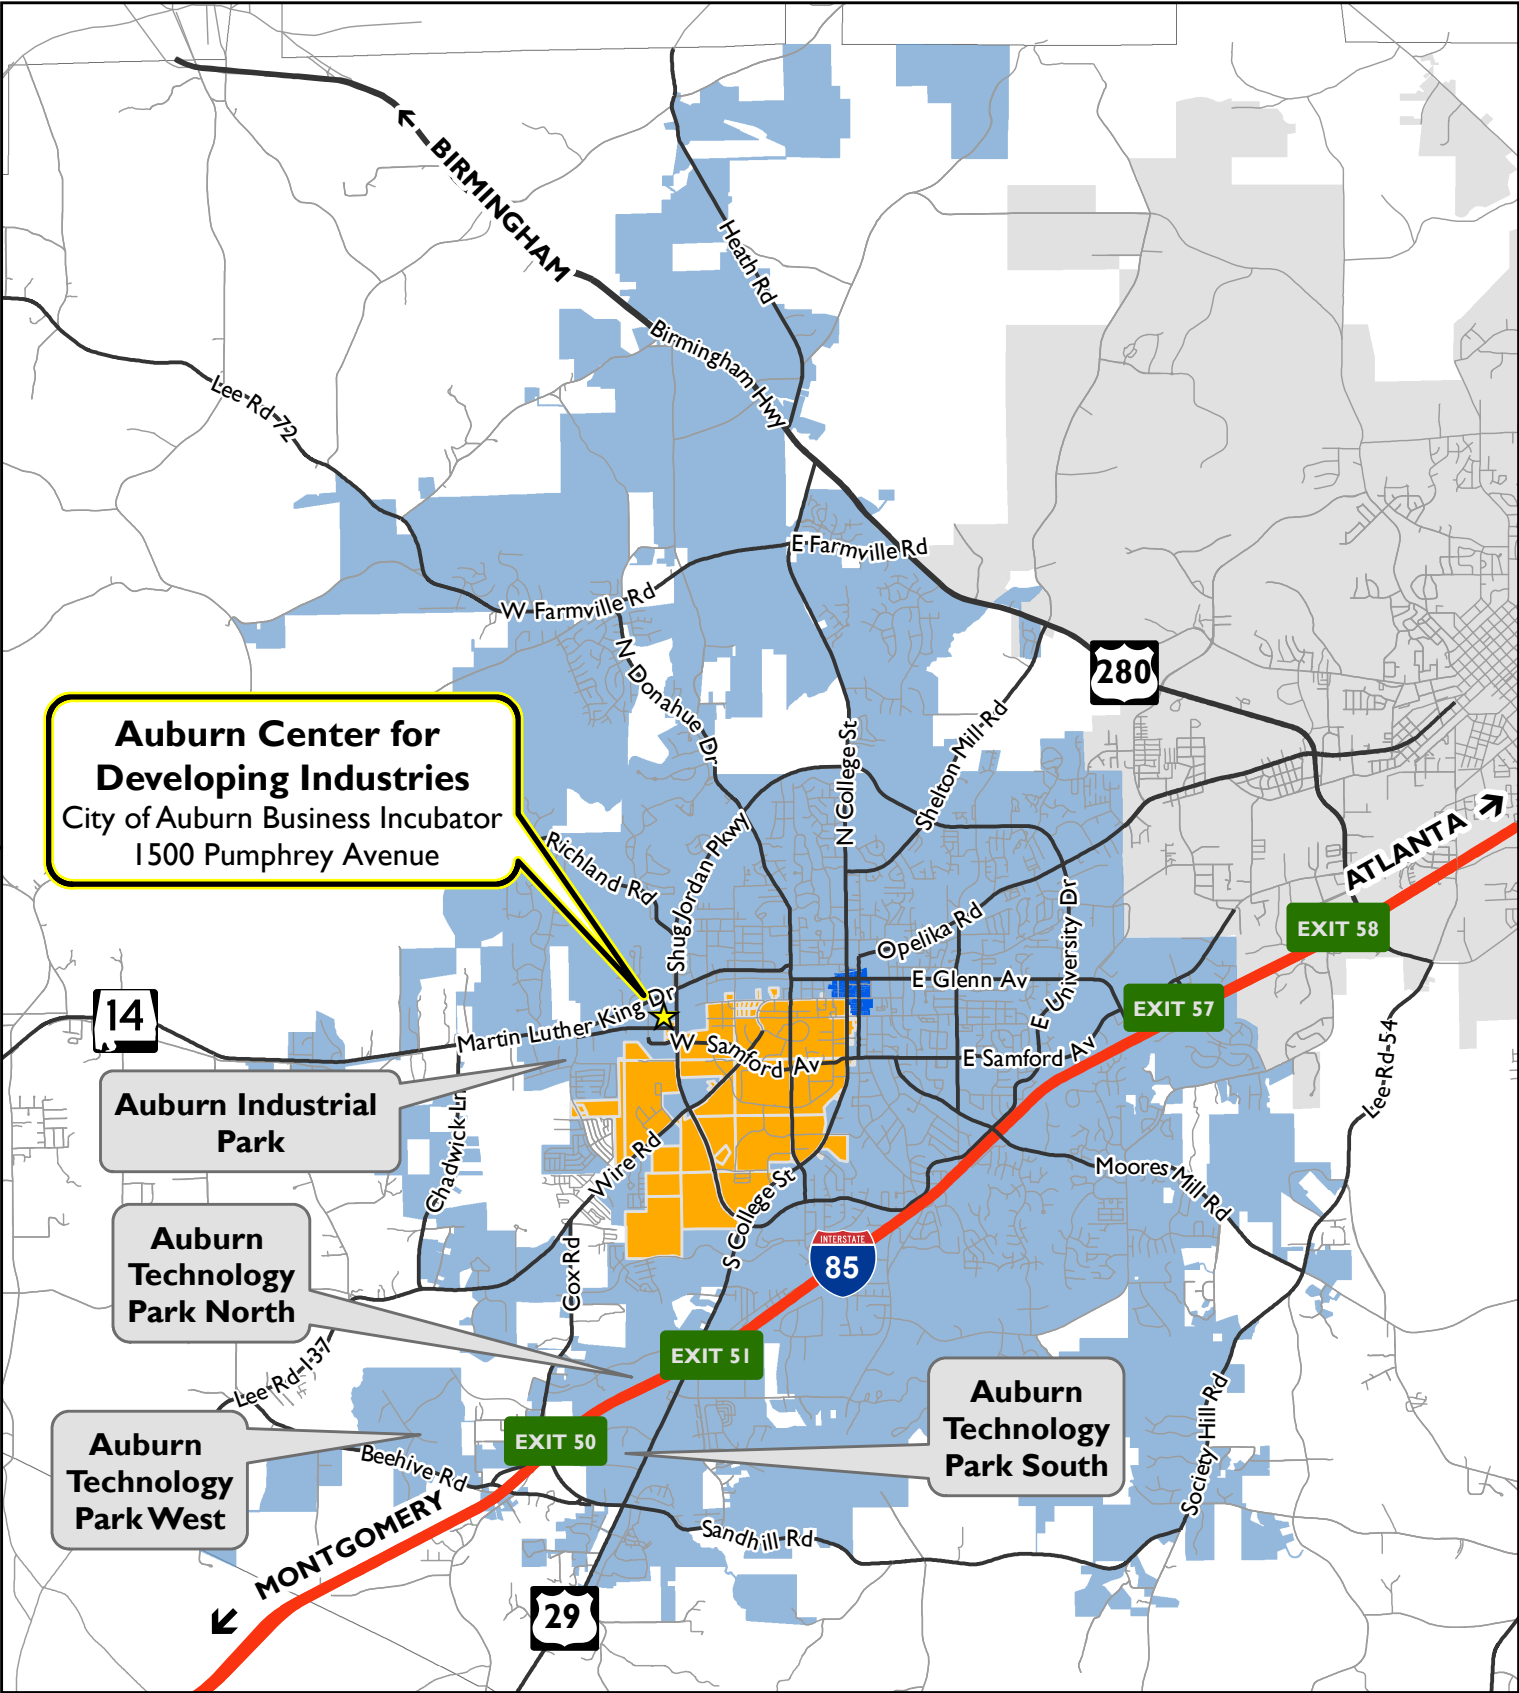 BIRMINGHAM
Heath Rd
Birmingham Hwy
Lee Rd 72
E Farmville Rd
W Farmville Rd
N Donahue Dr
280
Auburn Center for
Developing Industries
City of Auburn Business Incubator
1500 Pumphrey Avenue
N College St
Shelton Mill Rd
Shug Jordan Pkwy
Richland Rd
ATLANTA
EXIT 58
Opelika Rd
E University Dr
E Glenn Av
EXIT 57
14
Martin Luther King Dr
W Samford Av
E Samford Av
Lee Rd 54
Auburn Industrial
Park
Chadwick Ln
Wire Rd
Moores Mill Rd
S College St
Auburn
Technology
Park North
Cox Rd
INTERSTATE
85
EXIT 51
Lee Rd 137
Auburn
Technology
Park South
Society Hill Rd
Auburn
Technology
Park West
EXIT 50
Beehive Rd
MONTGOMERY
Sandhill Rd
29